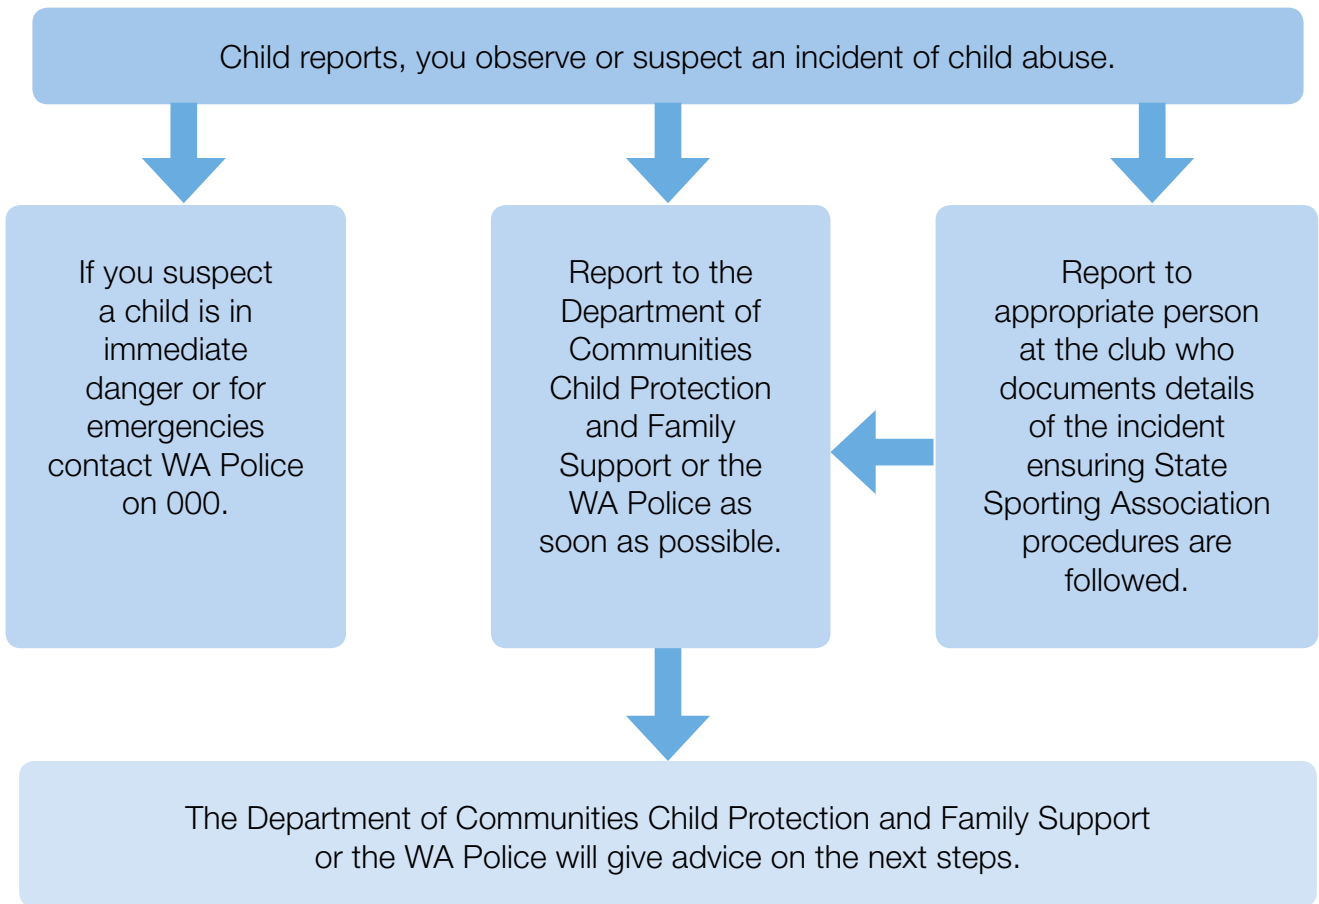 Child reports, you observe or suspect an incident of child abuse.
If you suspect
a child is in
immediate
danger or for
emergencies
contact WA Police
on 000.
Report to the
Department of
Communities
Child Protection
and Family
Support or the
WA Police as
soon as possible.
Report to
appropriate person
at the club who
documents details
of the incident
ensuring State
Sporting Association
procedures are
followed.
The Department of Communities Child Protection and Family Support
or the WA Police will give advice on the next steps.